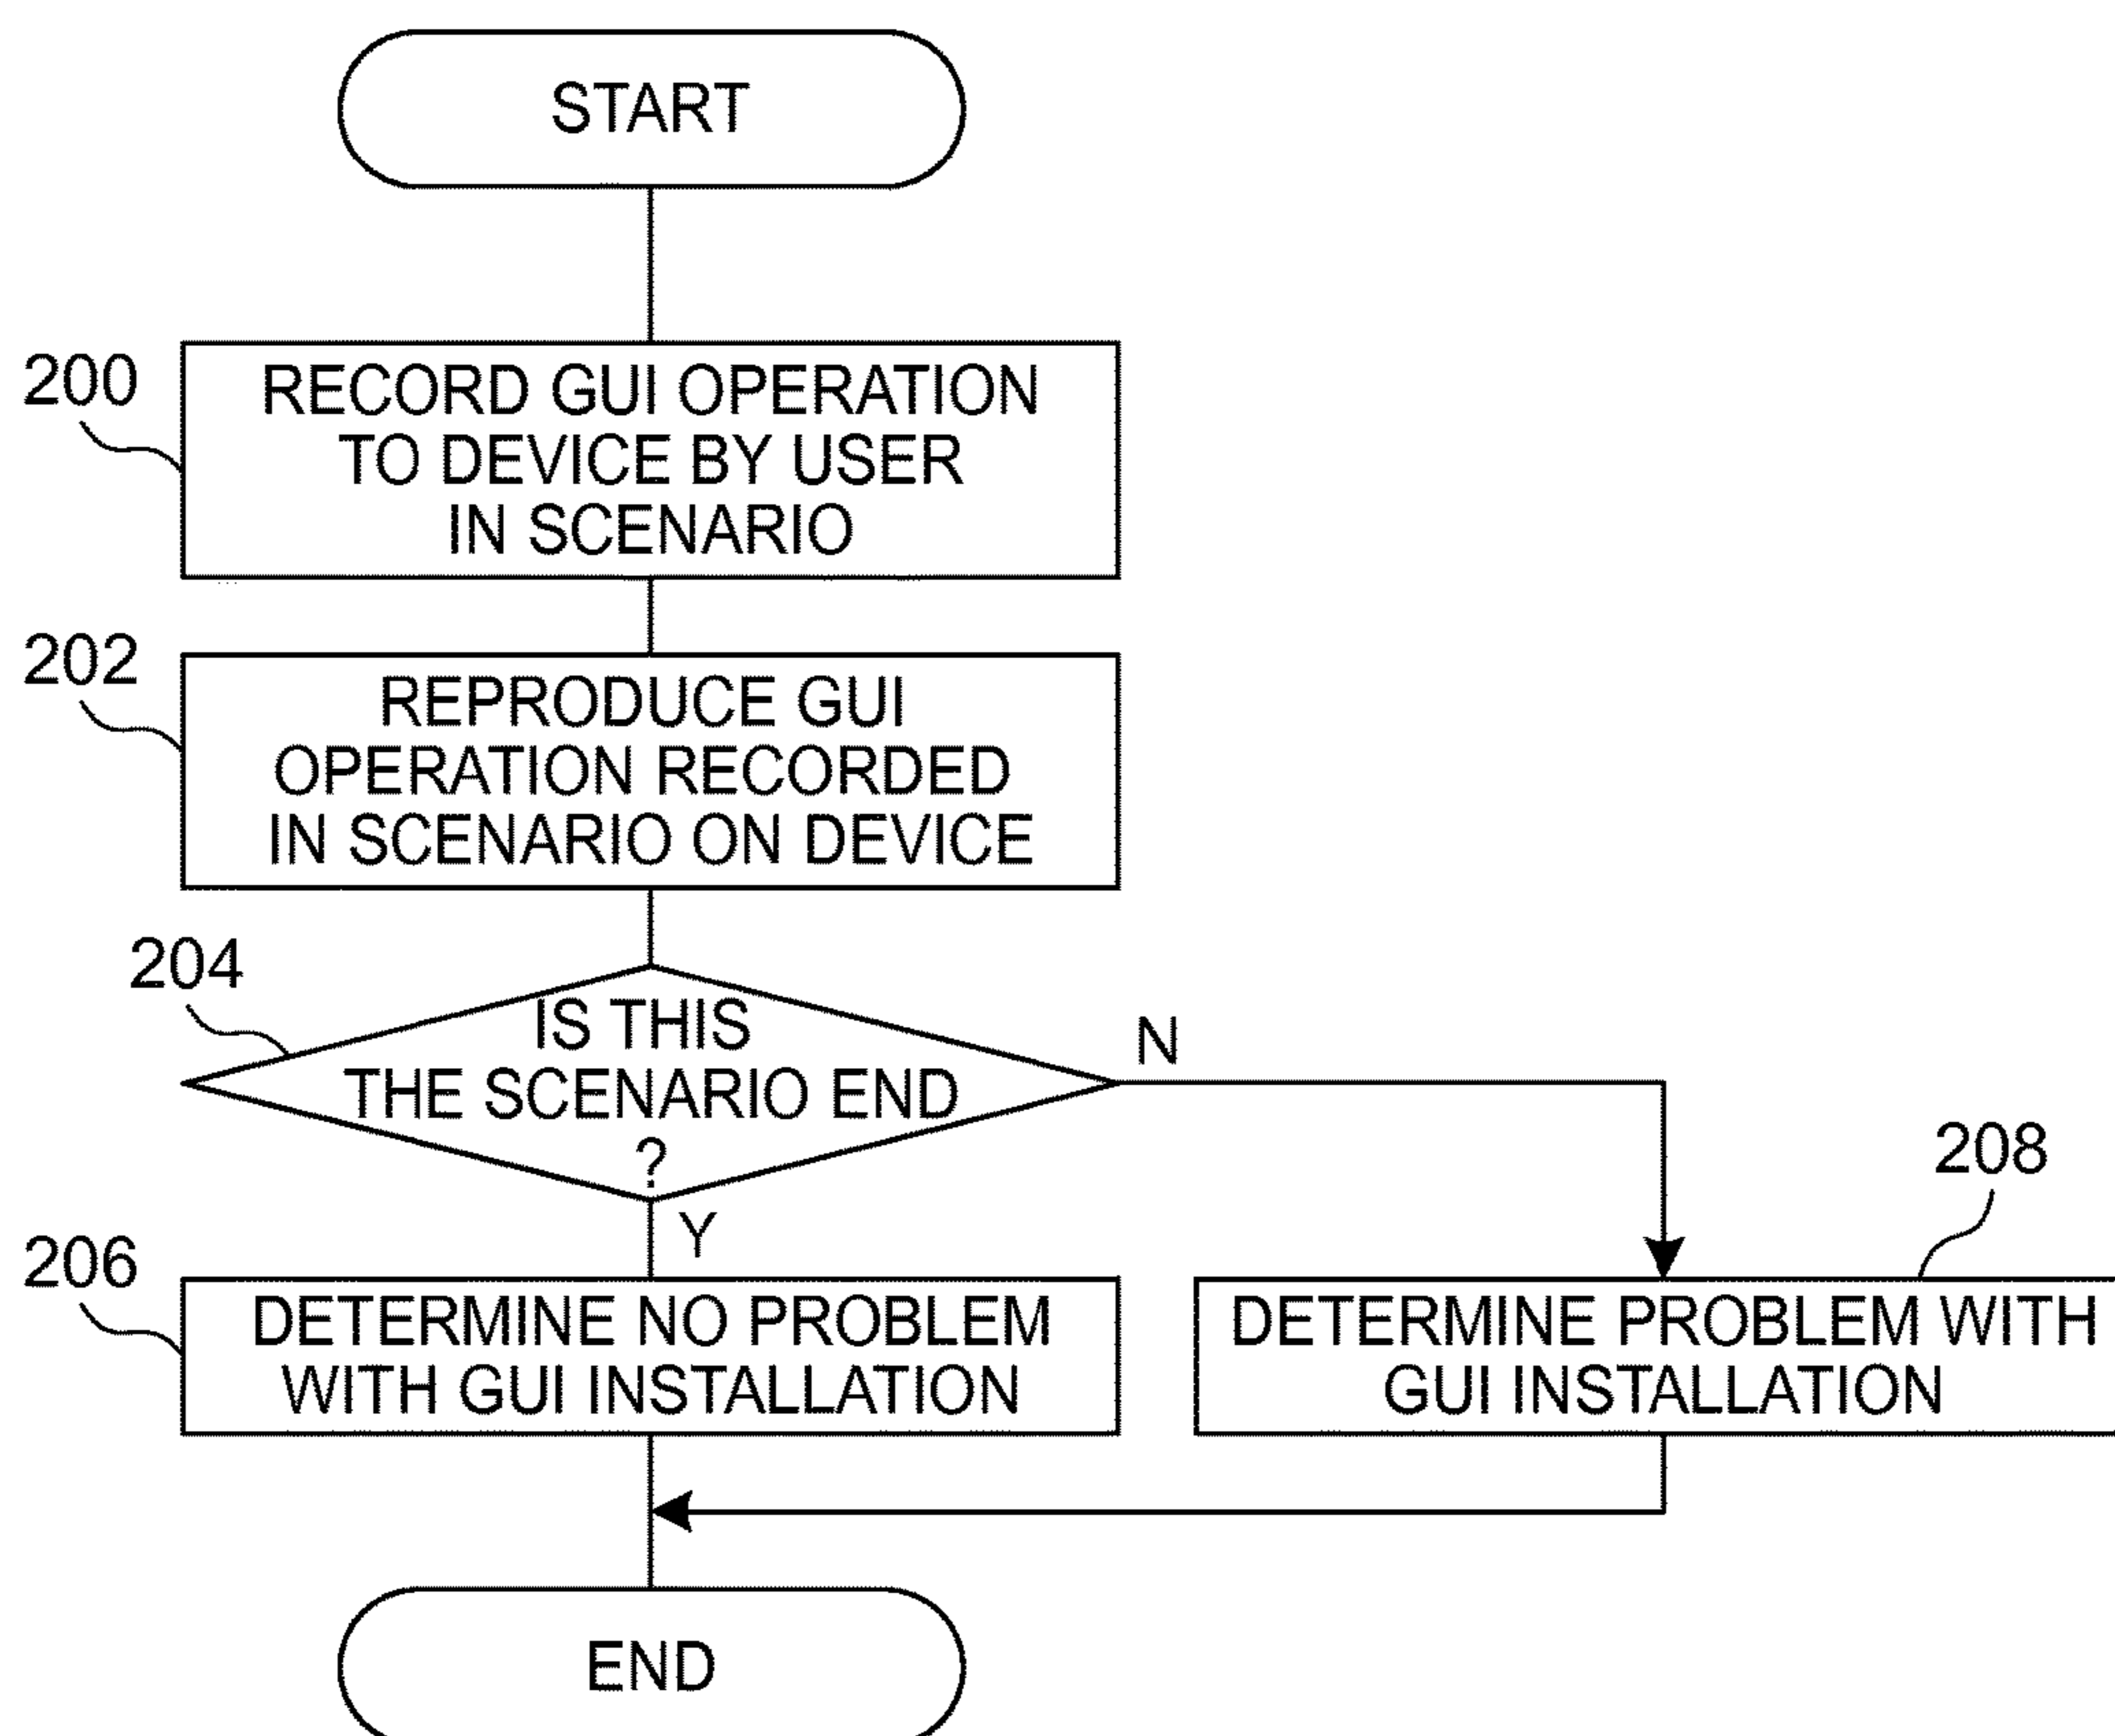 START
200
RECORD GUI OPERATION
TO DEVICE BY USER
IN SCENARIO
202
REPRODUCE GUI
OPERATION RECORDED
IN SCENARIO ON DEVICE
204
IS THIS
THE SCENARIO END
?
N
Y
206
DETERMINE NO PROBLEM
WITH GUI INSTALLATION
208
DETERMINE PROBLEM WITH
GUI INSTALLATION
END